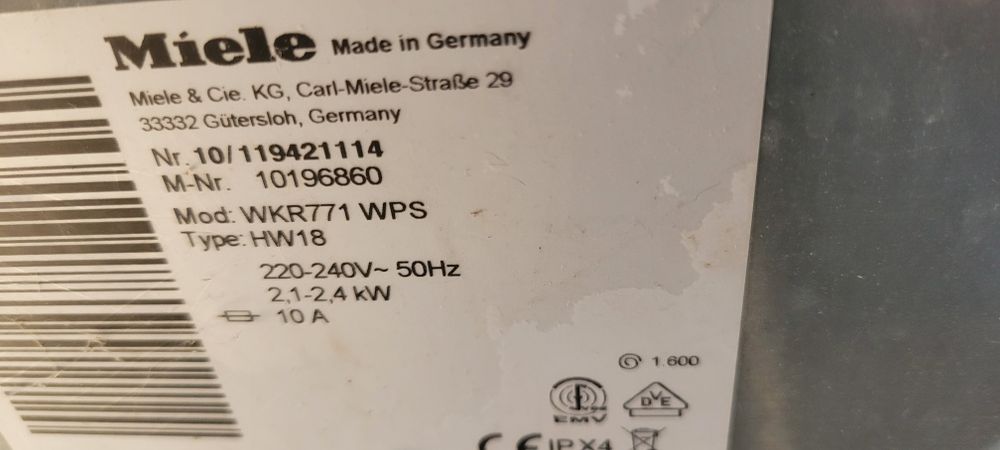 Miele Made in Germany
Miele & Cie. KG, Carl-Miele-Straße 29
33332 Gütersloh, Germany
Nr. 10/119421114
M-Nr. 10196860
Mod: WKR771 WPS
Type: HW18
220-240V~ 50Hz
2,1-2,4 kW
10 A
1.600
EMV
DVE
CE IPX4